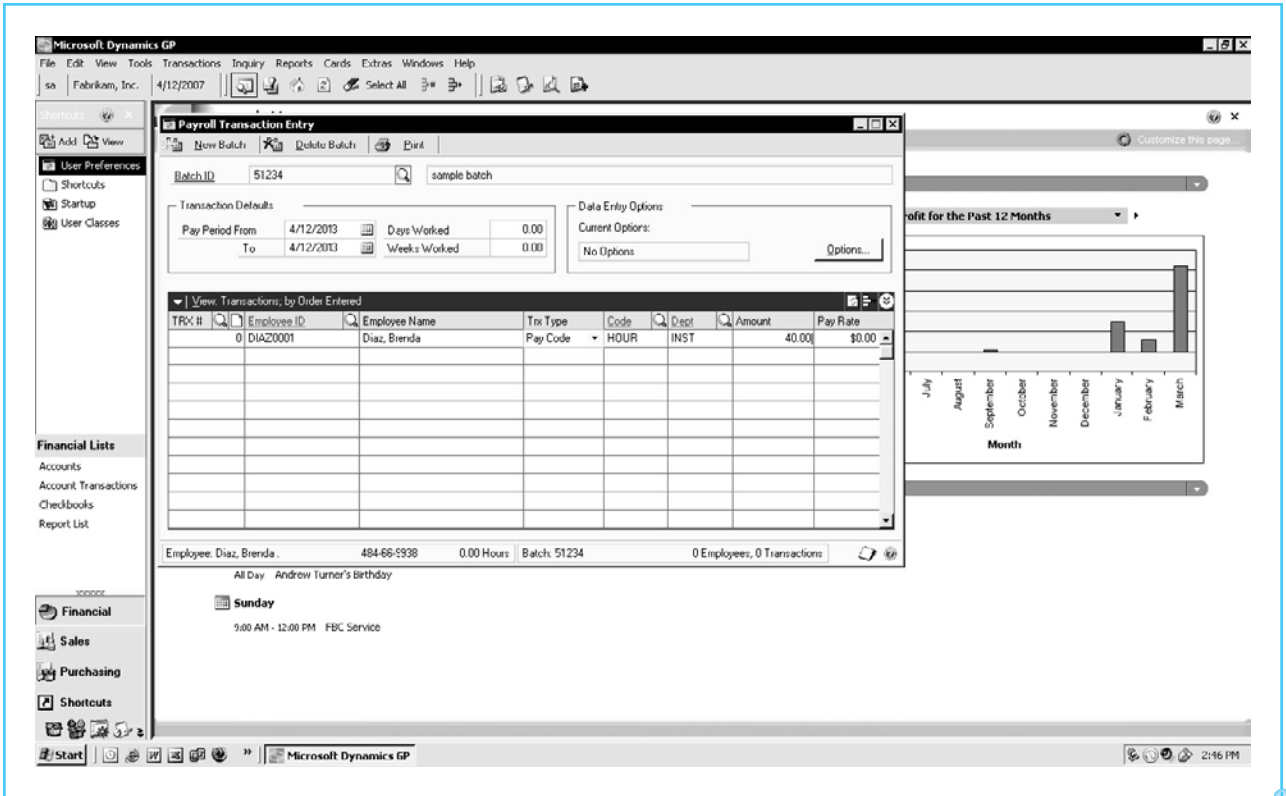 Microsoft Dynamics GP
File Edit View Tools Transactions Inquiry Reports Cards Extras Windows Help
sa Fabrikam, Inc. 4/12/2007 Select All
Shortcuts
Add View
User Preferences
Shortcuts
Startup
User Classes
Customize this page...
Payroll Transaction Entry
New Batch Delete Batch Print
Batch ID 51234 sample batch
Transaction Defaults
Pay Period From 4/12/2013 Days Worked 0.00
To 4/12/2013 Weeks Worked 0.00
Data Entry Options
Current Options:
No Options Options...
View: Transactions; by Order Entered
TRX # Employee ID Employee Name Trx Type Code Dept Amount Pay Rate
0 DIAZ0001 Diaz, Brenda Pay Code HOUR INST 40.00 $0.00
Employee: Diaz, Brenda . 0.00 Hours Batch: 51234 0 Employees, 0 Transactions
rofit for the Past 12 Months
July August September October November December January February March
Month
Financial Lists
Accounts
Account Transactions
Checkbooks
Report List
All Day Andrew Turner's Birthday
Sunday
9:00 AM - 12:00 PM FBC Service
Financial
Sales
Purchasing
Shortcuts
Start Microsoft Dynamics GP 2:46 PM